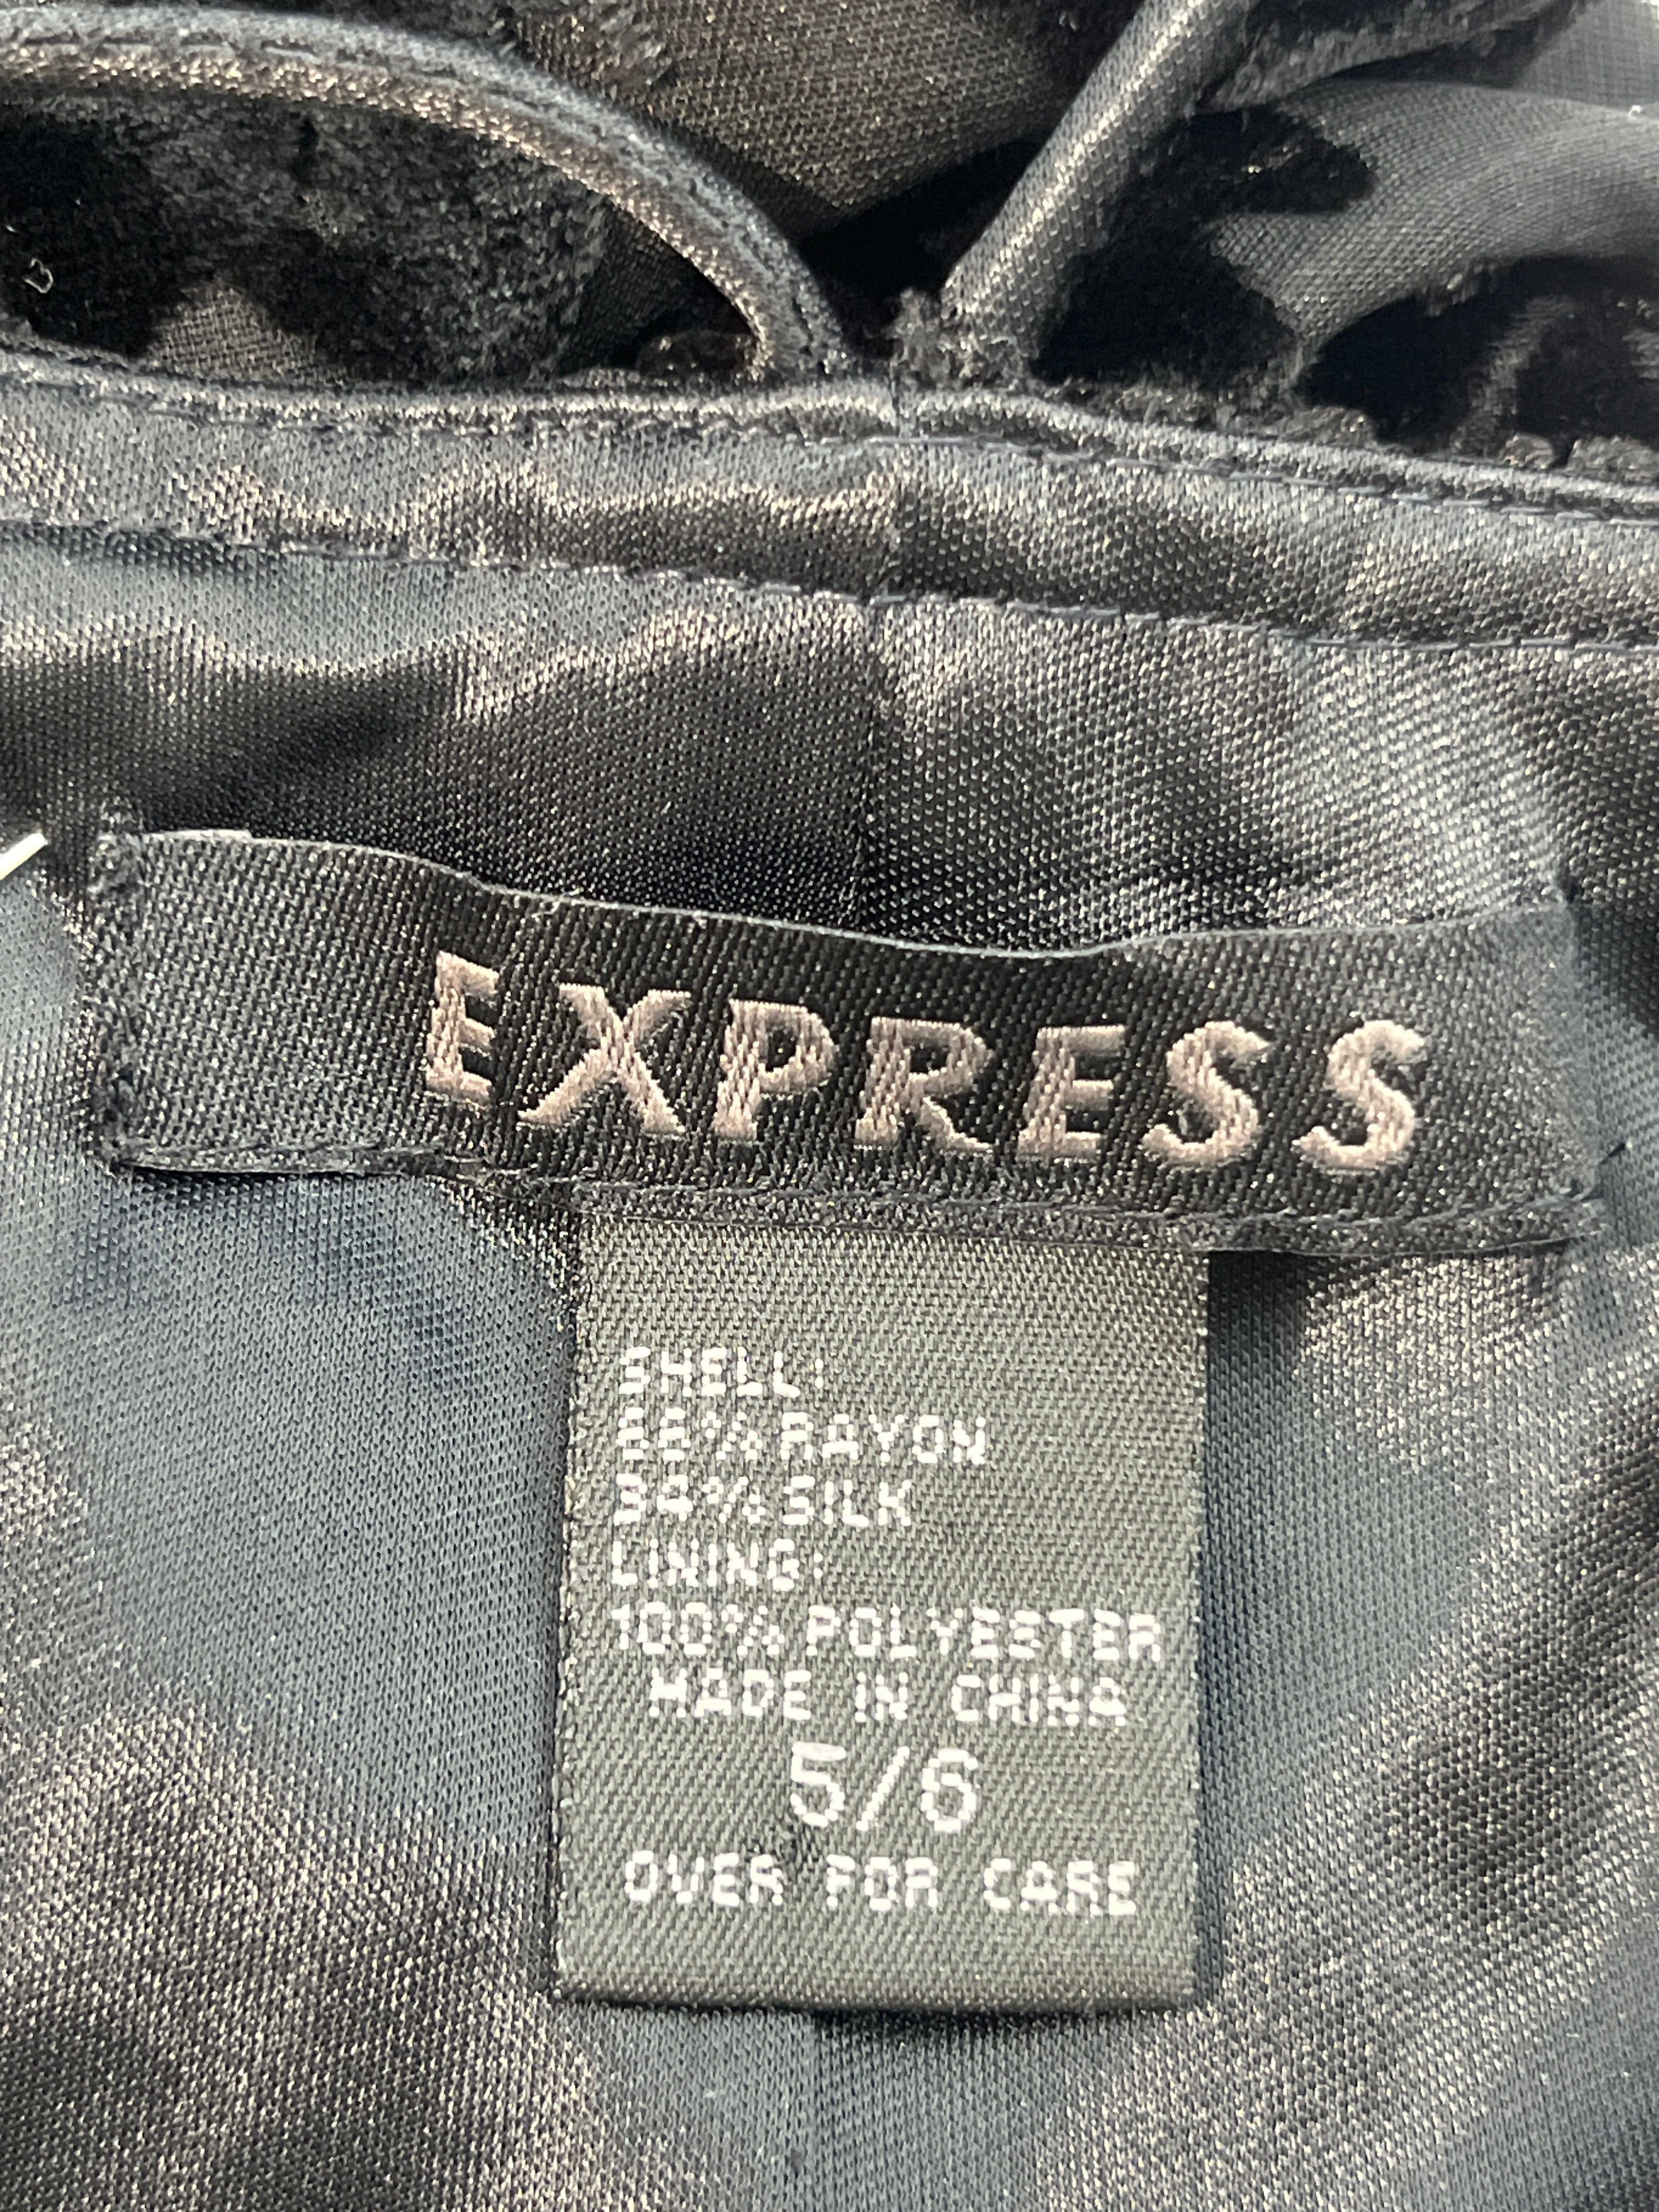 EXPRESS
SHELL:
66% RAYON
34% SILK
LINING:
100% POLYESTER
MADE IN CHINA
5/6
OVER FOR CARE